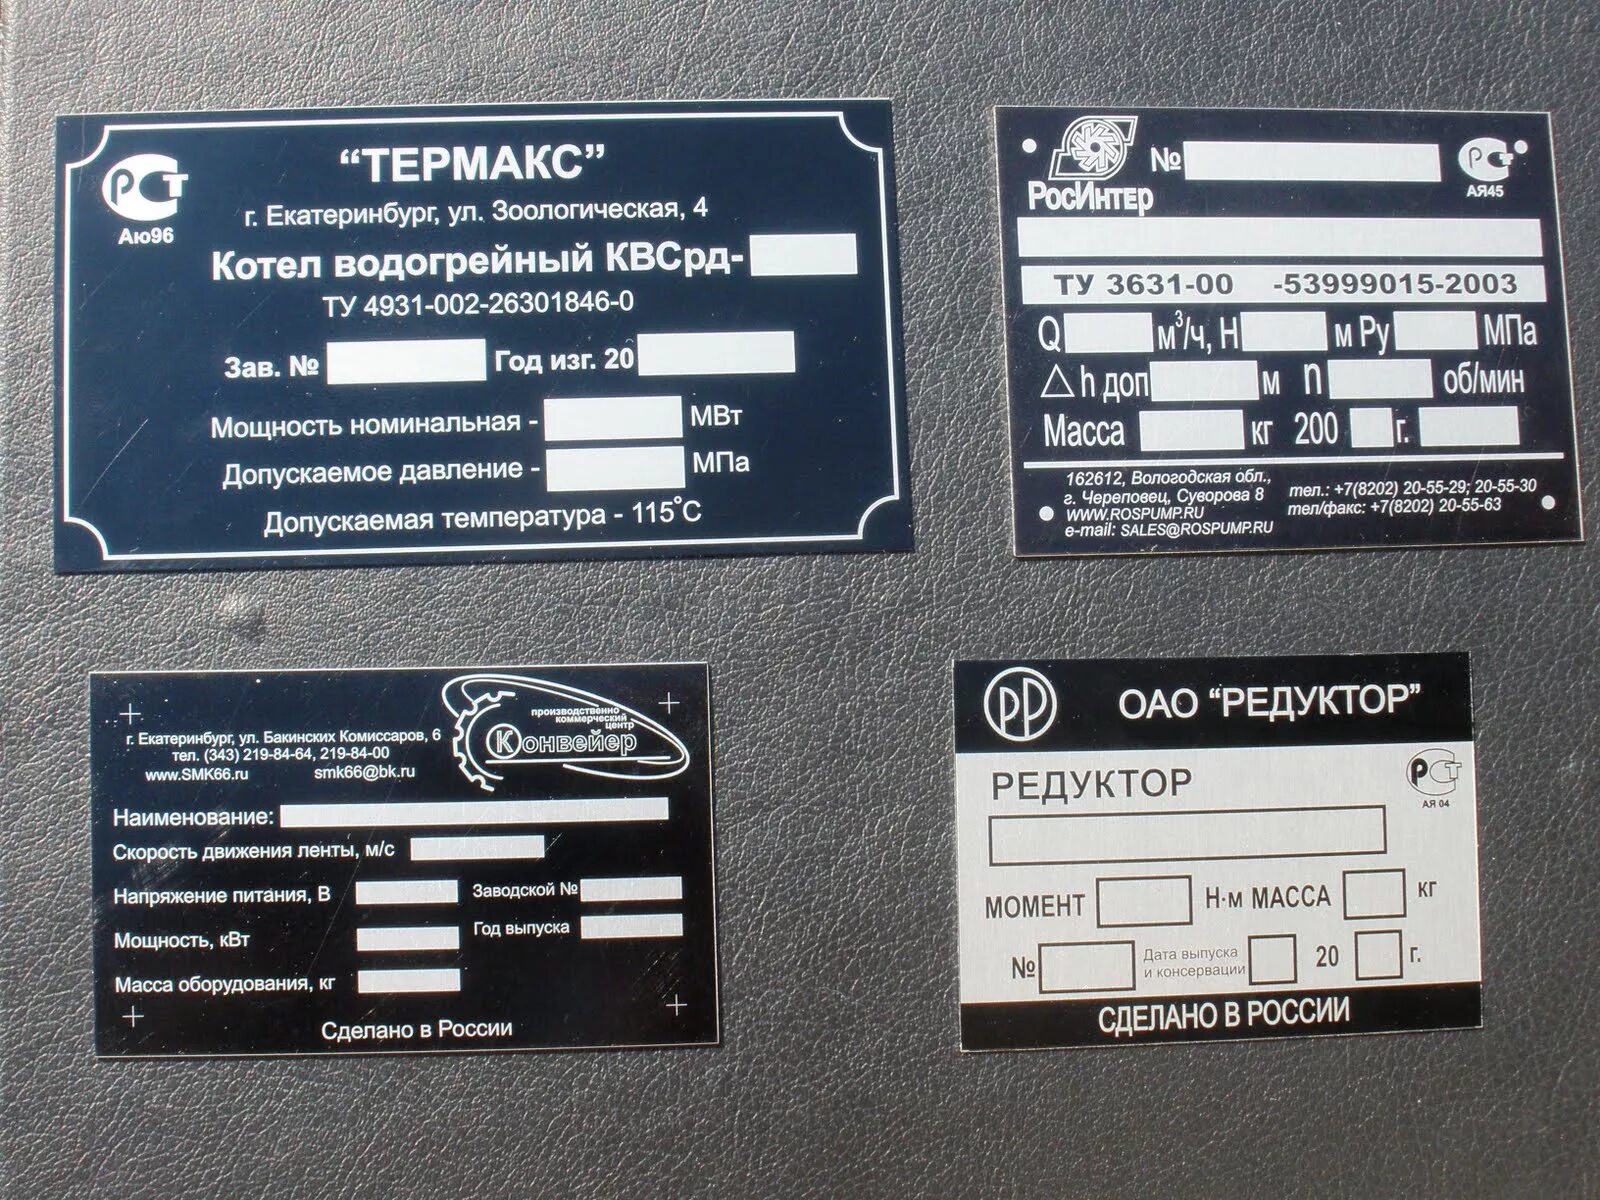 “ТЕРМАКС”
РСТ
Аю96
г. Екатеринбург, ул. Зоологическая, 4
Котел водогрейный КВСрд-
ТУ 4931-002-26301846-0
Зав. № Год изг. 20
Мощность номинальная - МВт
Допускаемое давление - МПа
Допускаемая температура - 115°С
РосИнтер
№
РСТ
АЯ45
ТУ 3631-00 -53999015-2003
Q м³/ч, Н м Ру МПа
△ h доп м n об/мин
Масса кг 200 г.
162612, Вологодская обл.,
г. Череповец, Суворова 8
WWW.ROSPUMP.RU
e-mail: SALES@ROSPUMP.RU
тел.: +7(8202) 20-55-29; 20-55-30
тел/факс: +7(8202) 20-55-63
г. Екатеринбург, ул. Бакинских Комиссаров, 6
тел. (343) 219-84-64, 219-84-00
www.SMK66.ru smk66@bk.ru
производственно
коммерческий
центр
Конвейер
Наименование:
Скорость движения ленты, м/с
Напряжение питания, В Заводской №
Мощность, кВт Год выпуска
Масса оборудования, кг
Сделано в России
РР
ОАО “РЕДУКТОР”
РЕДУКТОР
РСТ
АЯ 04
МОМЕНТ Н·м МАССА кг
№ Дата выпуска
и консервации 20 г.
СДЕЛАНО В РОССИИ